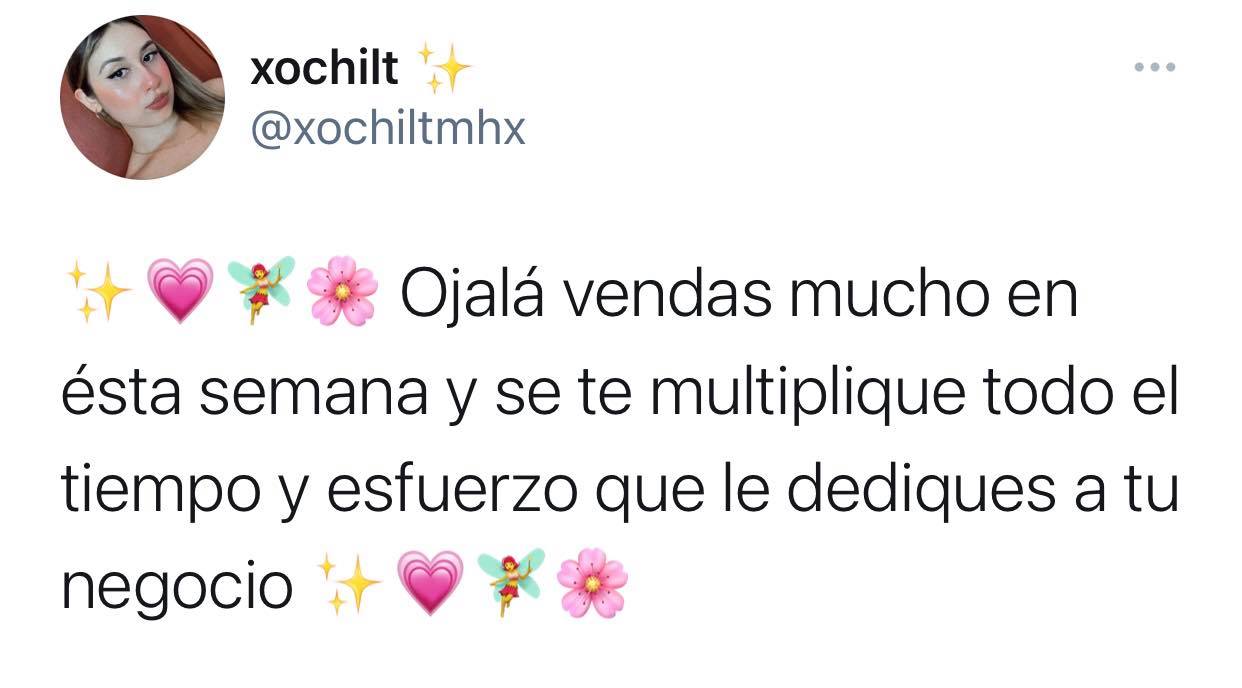 xochilt ✨
@xochiltmhx
✨💗🧚🌸 Ojalá vendas mucho en
ésta semana y se te multiplique todo el
tiempo y esfuerzo que le dediques a tu
negocio ✨💗🧚🌸